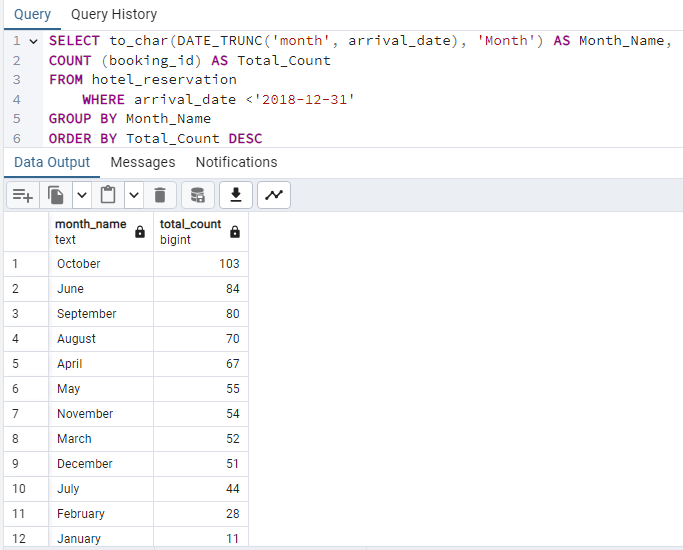 Query Query History
1 SELECT to_char(DATE_TRUNC('month', arrival_date), 'Month') AS Month_Name,
2 COUNT (booking_id) AS Total_Count
3 FROM hotel_reservation
4 WHERE arrival_date <'2018-12-31'
5 GROUP BY Month_Name
6 ORDER BY Total_Count DESC
Data Output Messages Notifications
month_name total_count
text bigint
1 October 103
2 June 84
3 September 80
4 August 70
5 April 67
6 May 55
7 November 54
8 March 52
9 December 51
10 July 44
11 February 28
12 January 11